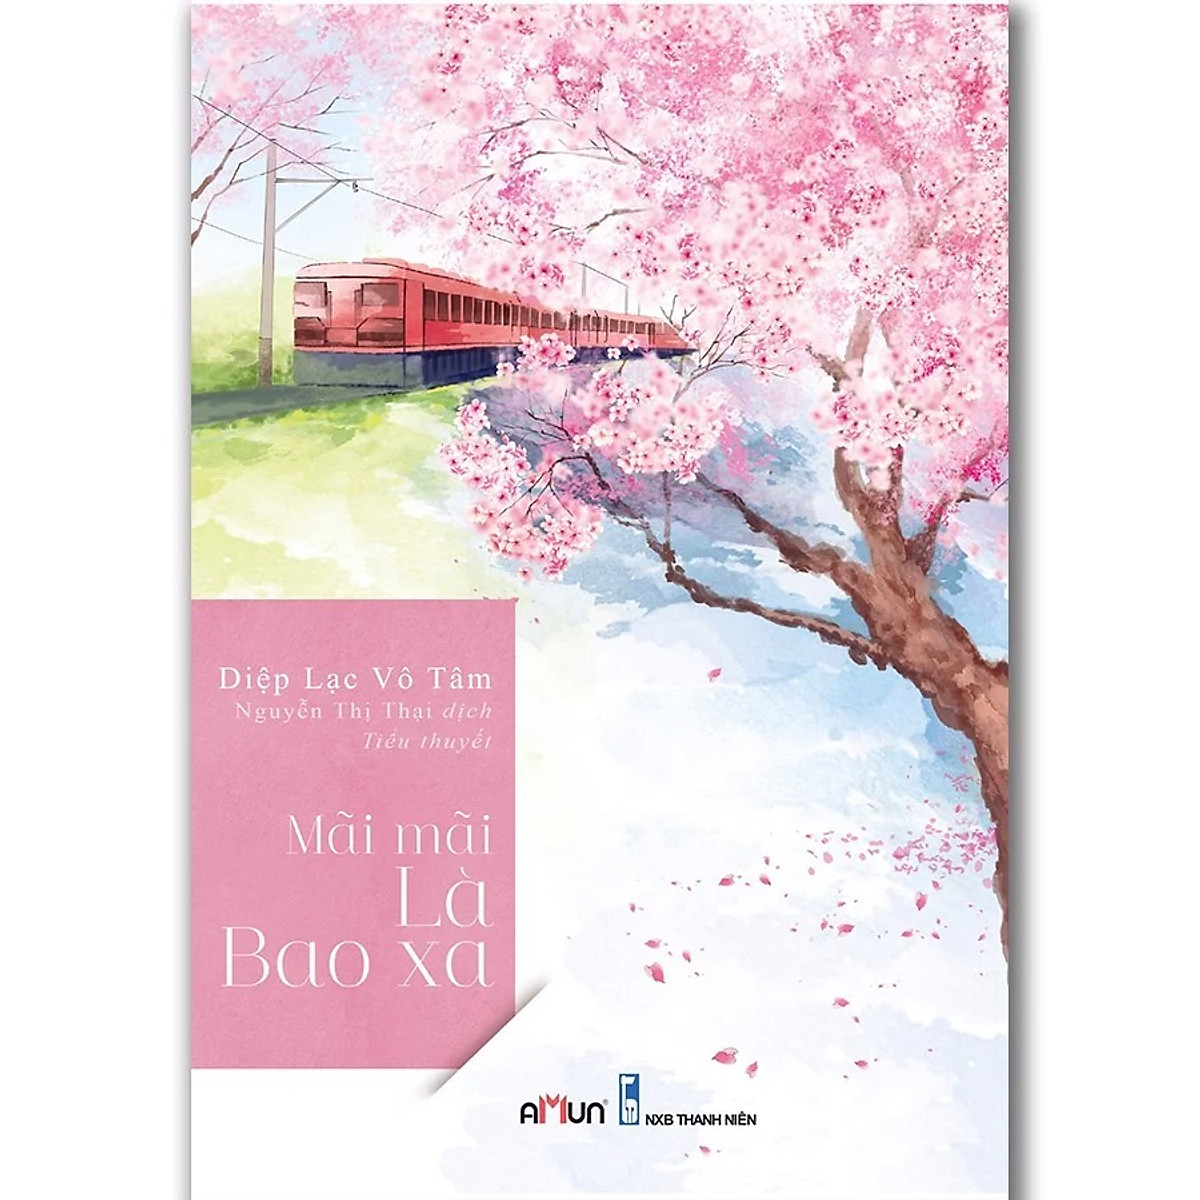 Diệp Lạc Vô Tâm
Nguyễn Thị Thại dịch
Tiểu thuyết
Mãi mãi
Là
Bao xa
AMUN® NXB THANH NIÊN